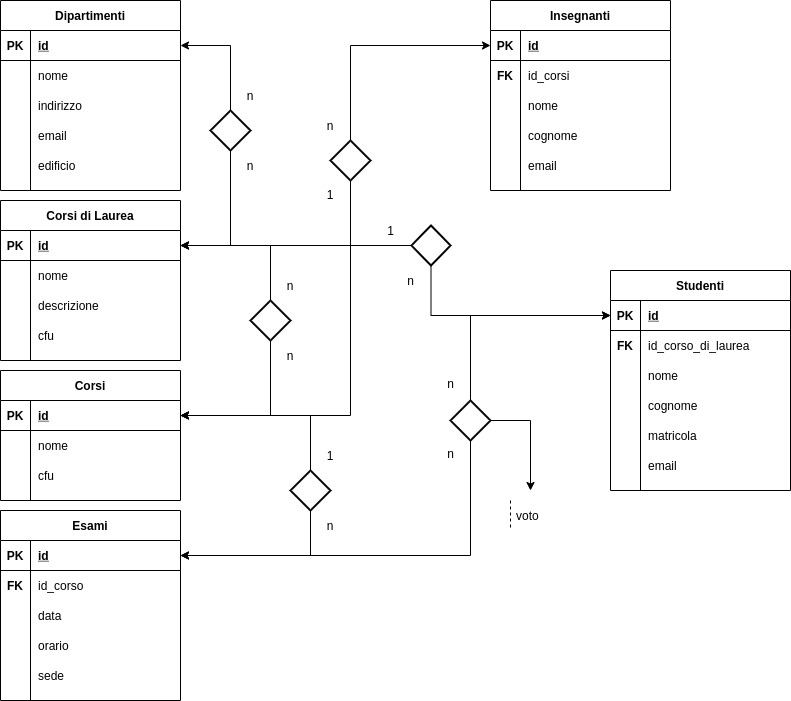 Dipartimenti
PK id
nome
indirizzo
email
edificio
Insegnanti
PK id
FK id_corsi
nome
cognome
email
n
n
n
1
Corsi di Laurea
PK id
nome
descrizione
cfu
1
n
n
n
Studenti
PK id
FK id_corso_di_laurea
nome
cognome
matricola
email
Corsi
PK id
nome
cfu
n
n
1
n
voto
Esami
PK id
FK id_corso
data
orario
sede